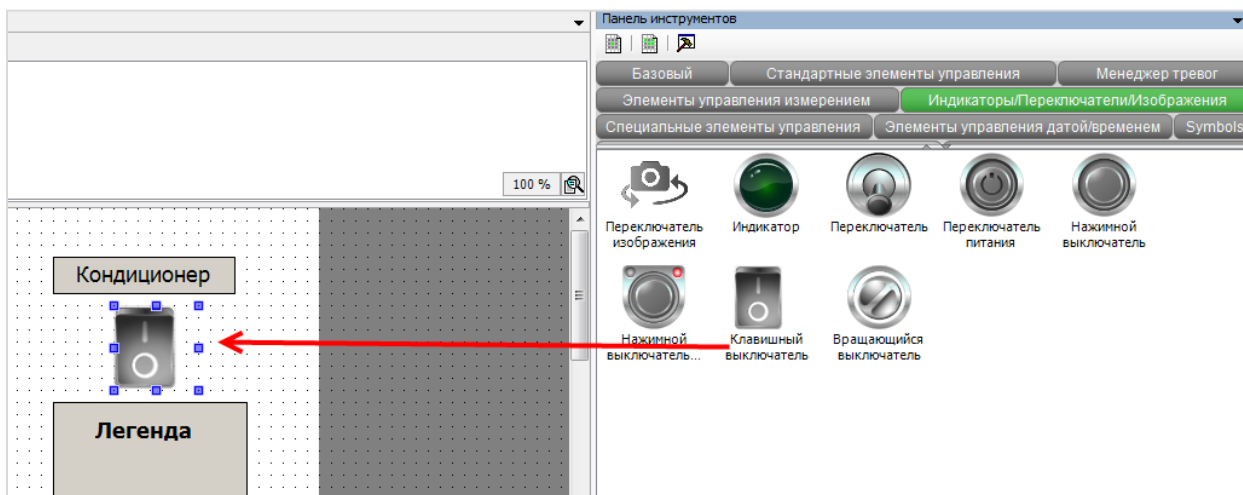 Панель инструментов
Базовый
Стандартные элементы управления
Менеджер тревог
Элементы управления измерением
Индикаторы/Переключатели/Изображения
Специальные элементы управления
Элементы управления датой/временем
Symbols
100 %
Переключатель
изображения
Индикатор
Переключатель
Переключатель
питания
Нажимной
выключатель
Нажимной
выключатель...
Клавишный
выключатель
Вращающийся
выключатель
Кондиционер
Легенда